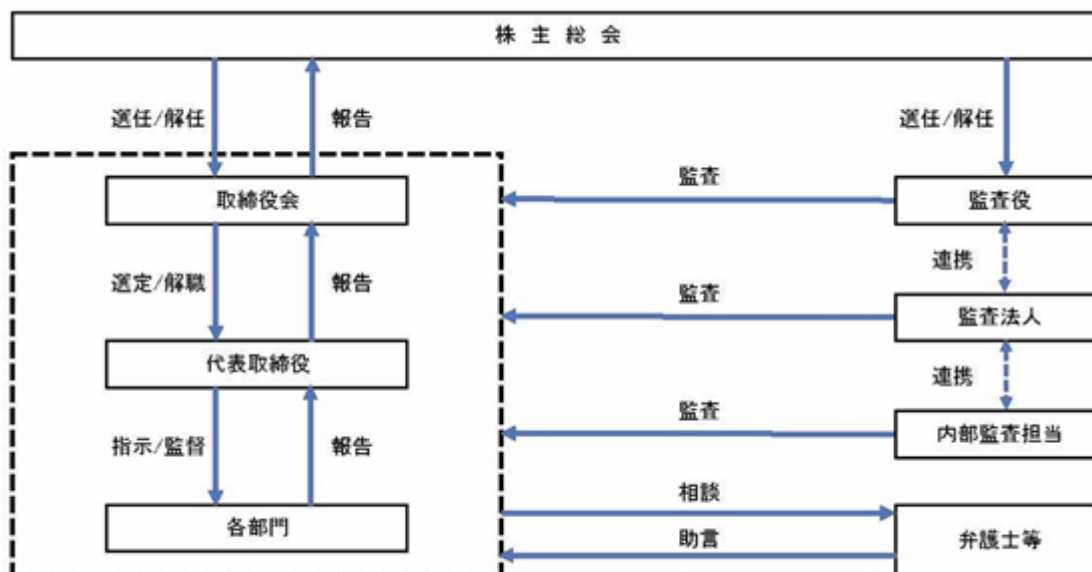 株主総会
選任/解任
報告
選任/解任
取締役会
監査
監査役
選定/解職
報告
連携
監査
監査法人
代表取締役
連携
指示/監督
報告
監査
内部監査担当
相談
各部門
助言
弁護士等